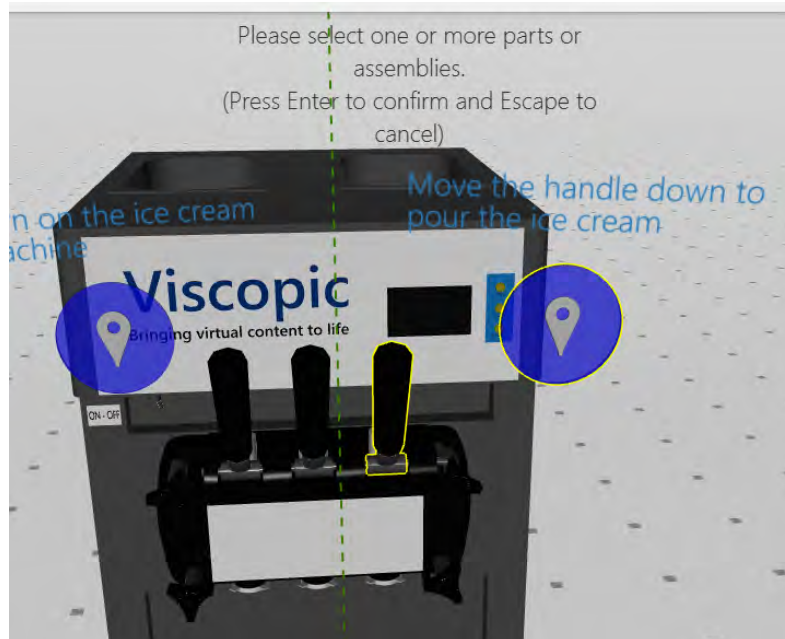 Please select one or more parts or
assemblies.
(Press Enter to confirm and Escape to
cancel)
Move the handle down to
pour the ice cream
n on the ice cream
achine
Viscopic
Bringing virtual content to life
ON - OFF